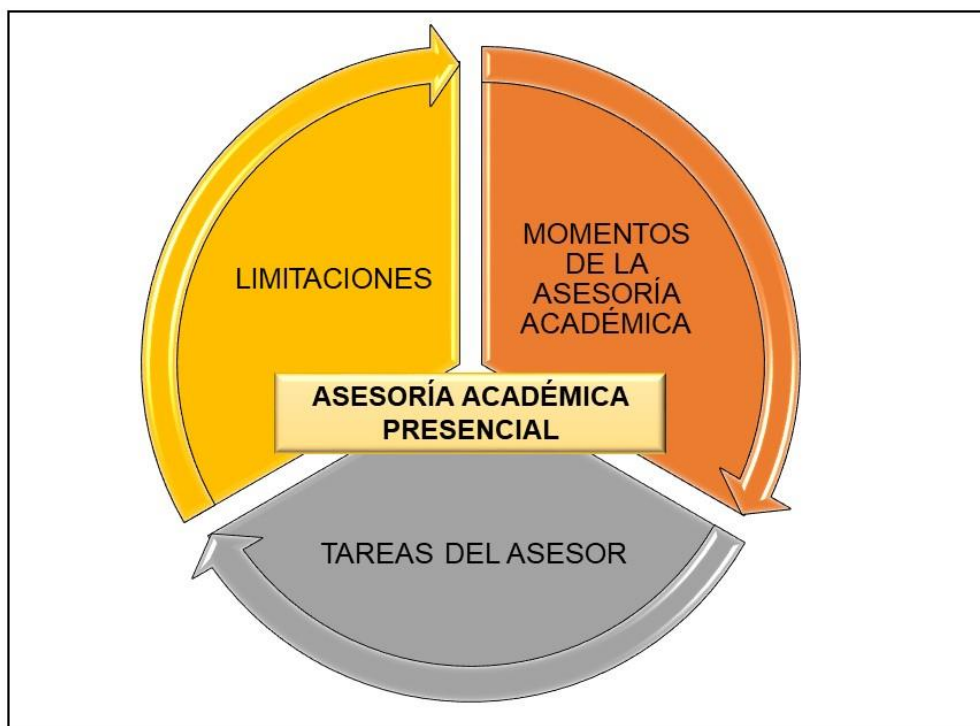 LIMITACIONES
MOMENTOS
DE LA
ASESORÍA
ACADÉMICA
ASESORÍA ACADÉMICA
PRESENCIAL
TAREAS DEL ASESOR